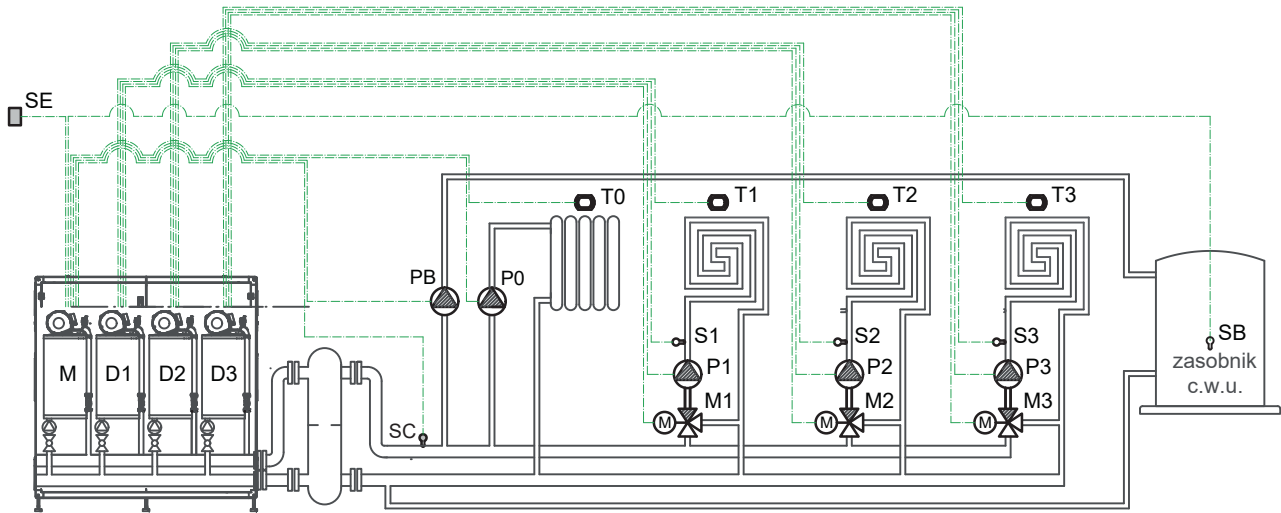 SE
T0
T1
T2
T3
PB
P0
S1
S2
S3
SB
zasobnik
c.w.u.
M
D1
D2
D3
P1
P2
P3
M
M1
M
M2
M
M3
SC